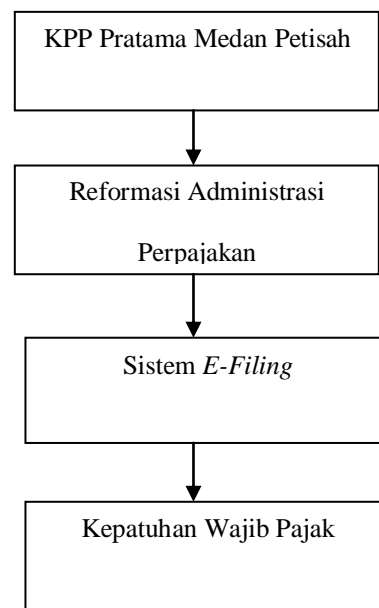 KPP Pratama Medan Petisah
Reformasi Administrasi
Perpajakan
Sistem E-Filing
Kepatuhan Wajib Pajak